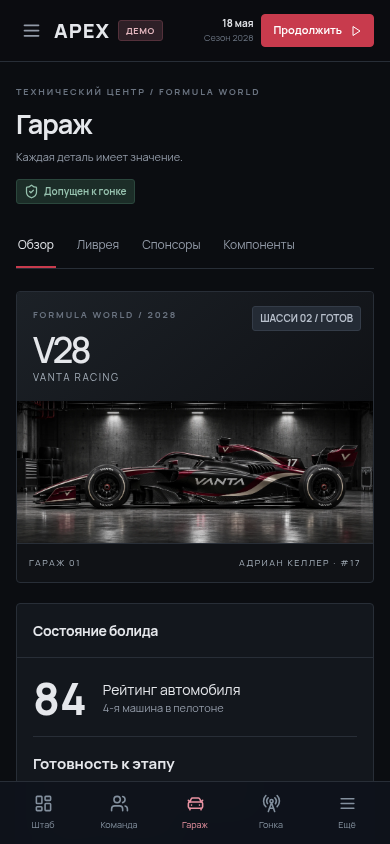 APEX
ДЕМО
18 мая
Сезон 2028
Продолжить
ТЕХНИЧЕСКИЙ ЦЕНТР / FORMULA WORLD
Гараж
Каждая деталь имеет значение.
Допущен к гонке
Обзор Ливрея Спонсоры Компоненты
FORMULA WORLD / 2028
ШАССИ 02 / ГОТОВ
V28
VANTA RACING
17
VANTA
ГАРАЖ 01
АДРИАН КЕЛЛЕР · #17
Состояние болида
84
Рейтинг автомобиля
4-я машина в пелотоне
Готовность к этапу
Штаб Команда Гараж Гонка Ещё